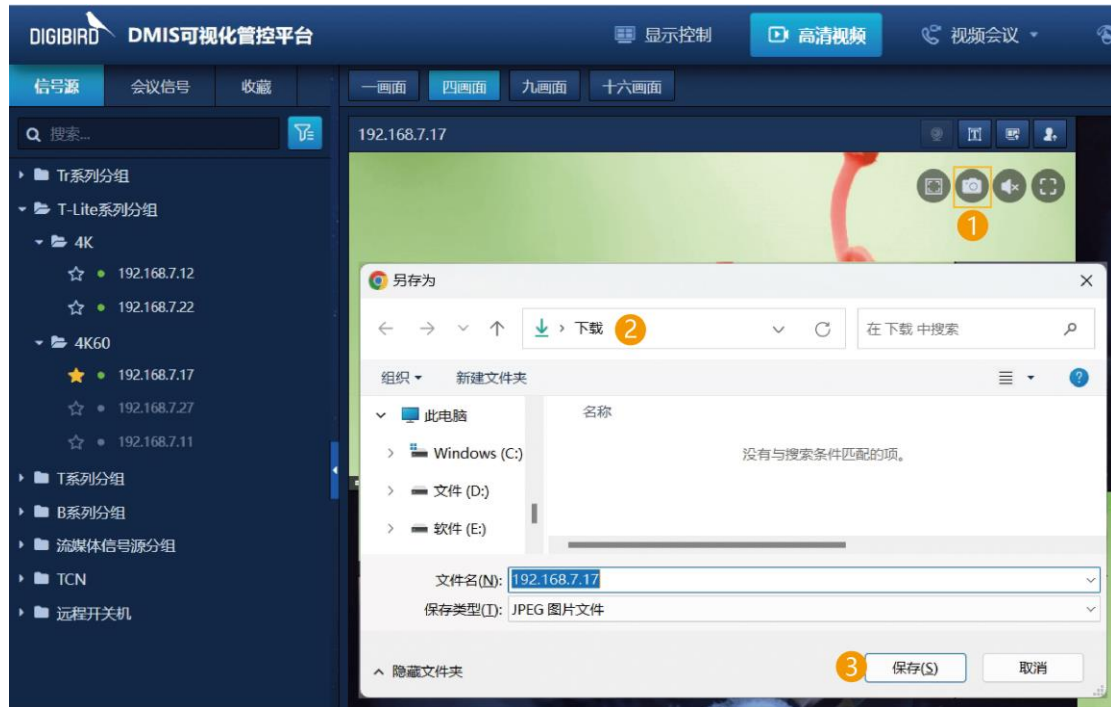 DIGIBIRD DMIS可视化管控平台 显示控制 高清视频 视频会议
信号源 会议信号 收藏 一画面 四画面 九画面 十六画面
搜索... 192.168.7.17
Tr系列分组
T-Lite系列分组
1
4K
192.168.7.12
192.168.7.22
4K60
192.168.7.17
192.168.7.27
192.168.7.11
T系列分组
B系列分组
流媒体信号源分组
TCN
远程开关机
另存为
下载 2 在 下载 中搜索
组织 新建文件夹
此电脑 名称
Windows (C:) 没有与搜索条件匹配的项。
文件 (D:)
软件 (E:)
文件名(N): 192.168.7.17
保存类型(T): JPEG 图片文件
隐藏文件夹 3 保存(S) 取消